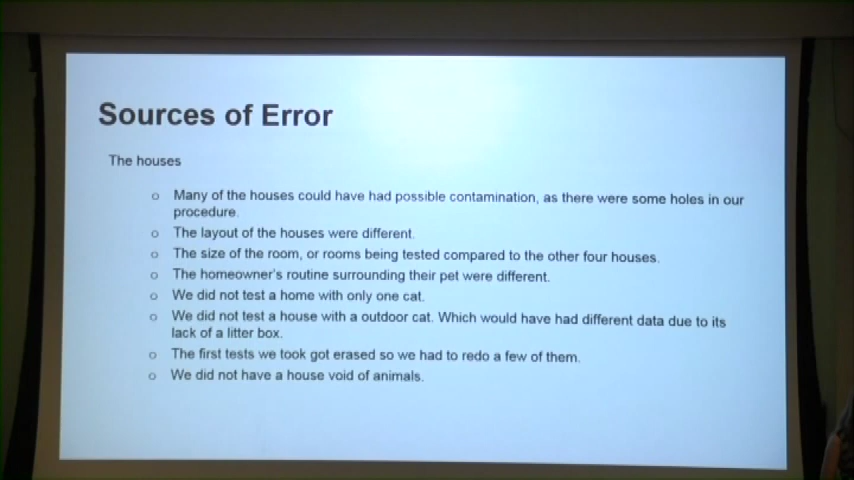 Sources of Error
The houses
○ Many of the houses could have had possible contamination, as there were some holes in our
procedure.
○ The layout of the houses were different.
○ The size of the room, or rooms being tested compared to the other four houses.
○ The homeowner's routine surrounding their pet were different.
○ We did not test a home with only one cat.
○ We did not test a house with a outdoor cat. Which would have had different data due to its
lack of a litter box.
○ The first tests we took got erased so we had to redo a few of them.
○ We did not have a house void of animals.